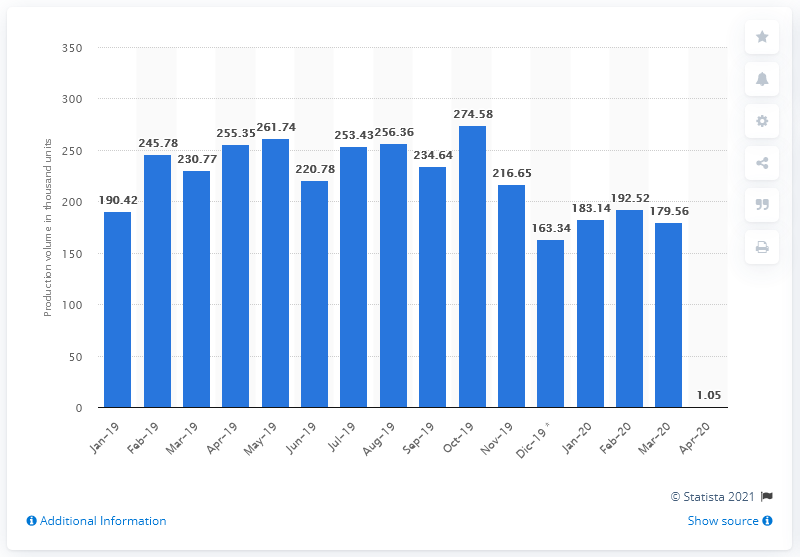 Production volume in thousand units
350
300
250
200
150
100
50
0
190.42
245.78
230.77
255.35
261.74
220.78
253.43
256.36
234.64
274.58
216.65
163.34
183.14
192.52
179.56
1.05
Jan-19
Feb-19
Mar-19
Apr-19
May-19
Jun-19
Jul-19
Aug-19
Sep-19
Oct-19
Nov-19
Dic-19 *
Jan-20
Feb-20
Mar-20
Apr-20
© Statista 2021
Additional Information
Show source